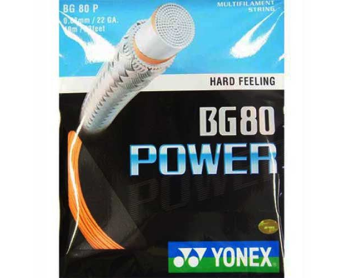 BG 80 P
MULTIFILAMENT
STRING
0.68mm / 22 GA.
HARD FEELING
BG80
POWER
YONEX